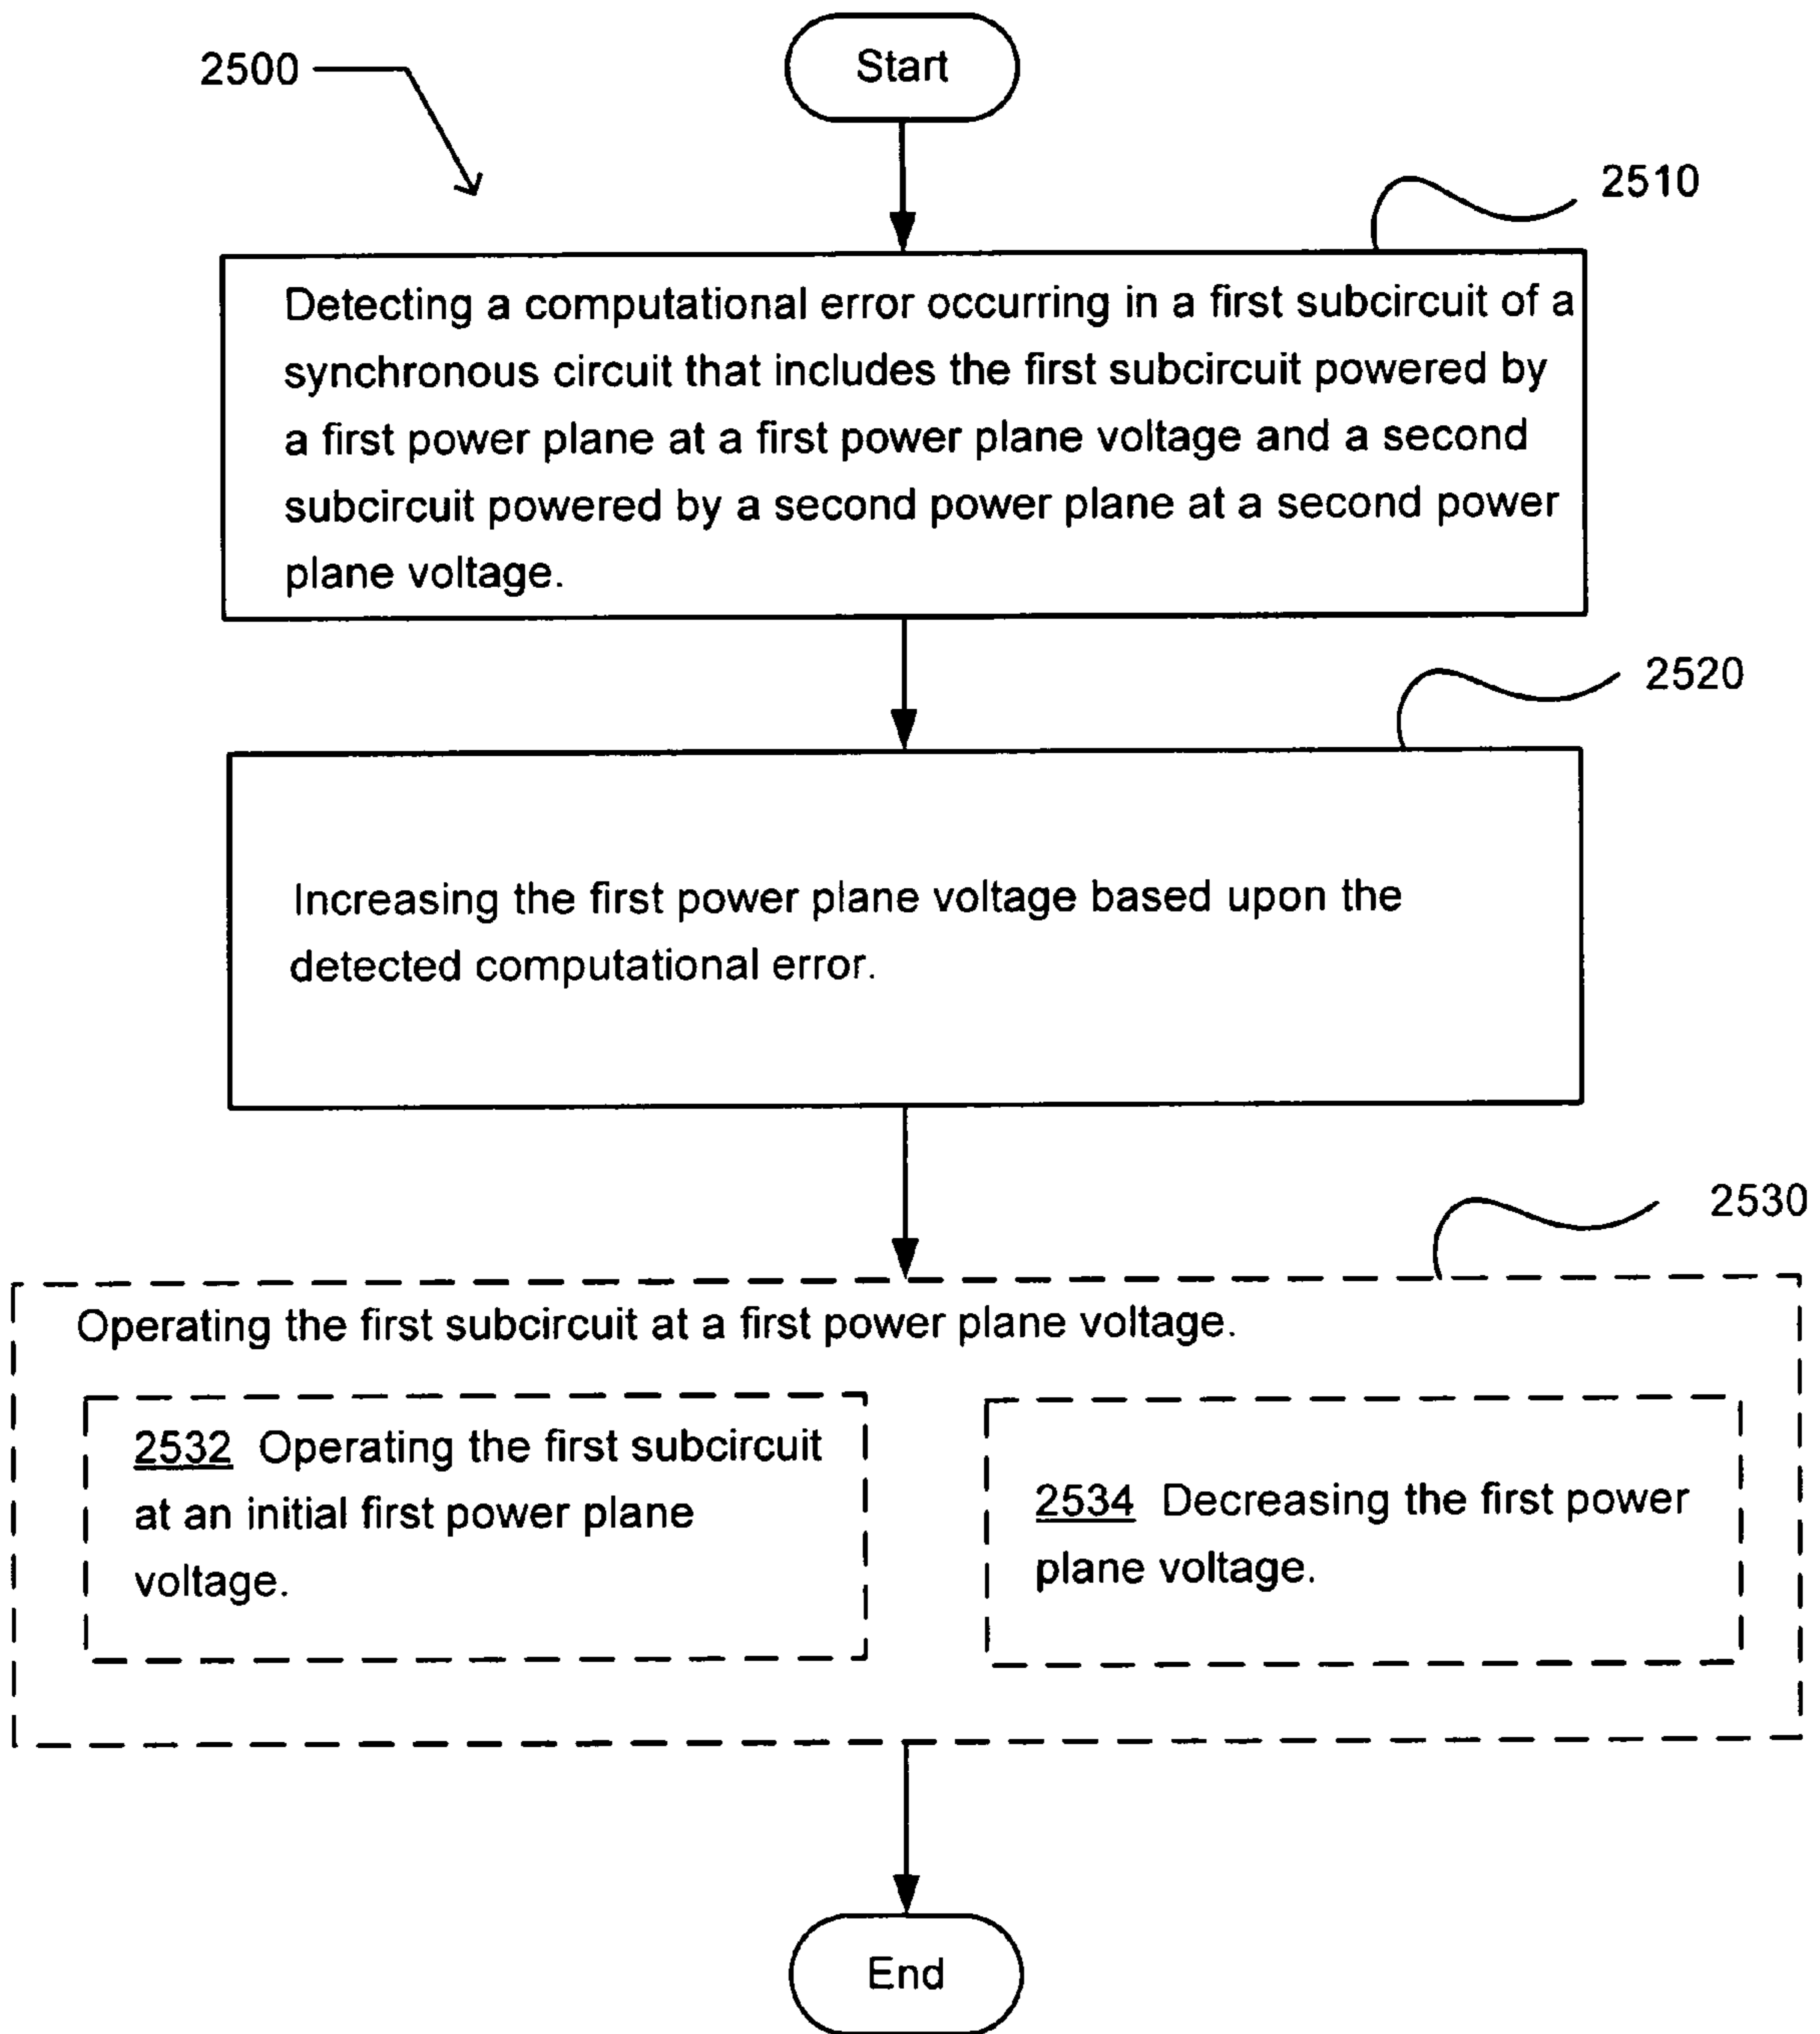 2500
Start
2510
Detecting a computational error occurring in a first subcircuit of a
synchronous circuit that includes the first subcircuit powered by
a first power plane at a first power plane voltage and a second
subcircuit powered by a second power plane at a second power
plane voltage.
2520
Increasing the first power plane voltage based upon the
detected computational error.
2530
Operating the first subcircuit at a first power plane voltage.
2532 Operating the first subcircuit
at an initial first power plane
voltage.
2534 Decreasing the first power
plane voltage.
End